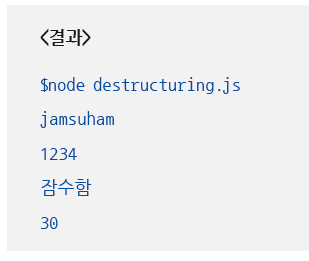 <결과>
$node destructuring.js
jamsuham
1234
잠수함
30